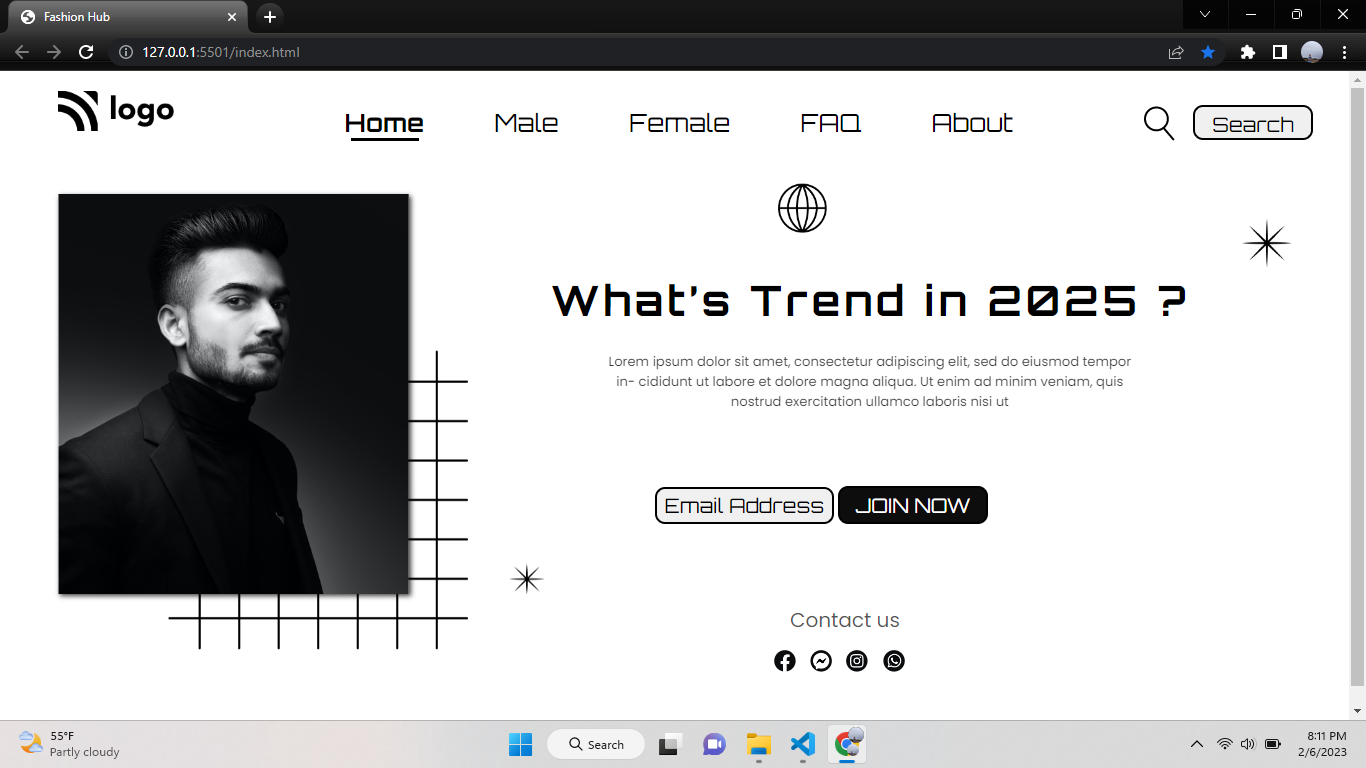 Fashion Hub
127.0.0.1:5501/index.html
logo
Home
Male
Female
FAQ
About
Search
What's Trend in 2025 ?
Lorem ipsum dolor sit amet, consectetur adipiscing elit, sed do eiusmod tempor
in- cididunt ut labore et dolore magna aliqua. Ut enim ad minim veniam, quis
nostrud exercitation ullamco laboris nisi ut
Email Address
JOIN NOW
Contact us
55°F
Partly cloudy
Search
8:11 PM
2/6/2023